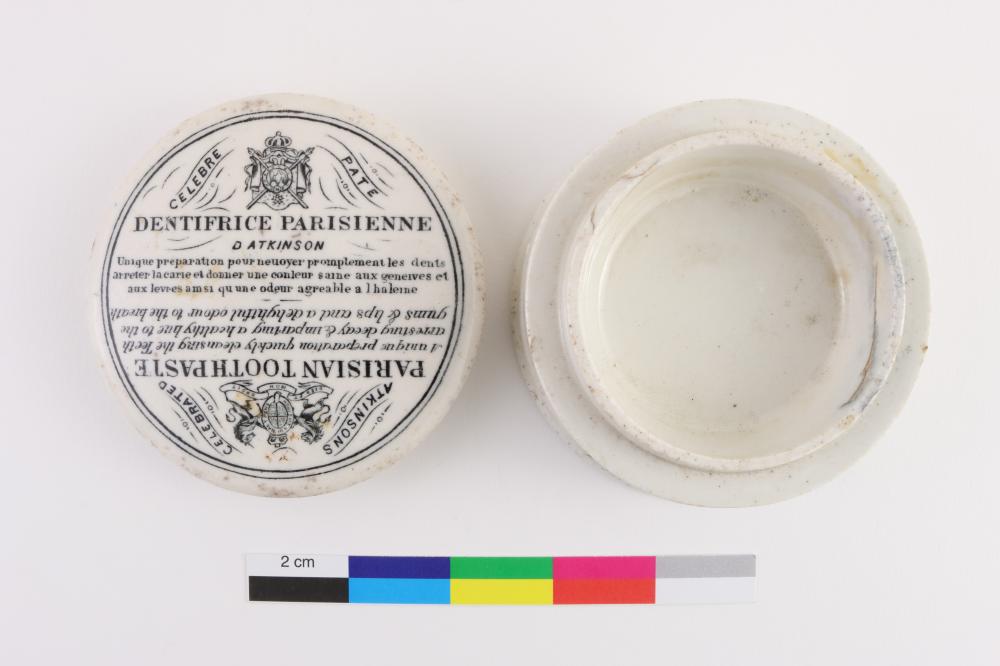 CELEBRE PATE
DENTIFRICE PARISIENNE
D ATKINSON
Unique preparation pour nettoyer promptement les dents
arreter la carie et donner une couleur saine aux gencives et
aux levres ainsi qu une odeur agreable a l haleine
CELEBRATED ATKINSONS
PARISIAN TOOTHPASTE
A unique preparation quickly cleansing the Teeth
arresting decay & imparting a healthy hue to the
gums & lips and a delightful odour to the breath
2 cm